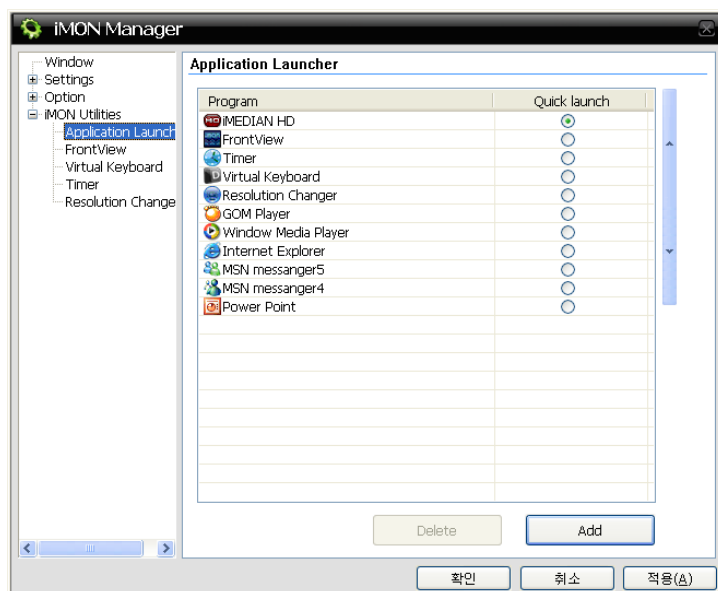 iMON Manager
Window
Settings
Option
iMON Utilities
Application Launch
FrontView
Virtual Keyboard
Timer
Resolution Change
Application Launcher
Program Quick launch
iMEDIAN HD
FrontView
Timer
Virtual Keyboard
Resolution Changer
GOM Player
Window Media Player
Internet Explorer
MSN messanger5
MSN messanger4
Power Point
Delete Add
확인 취소 적용(A)